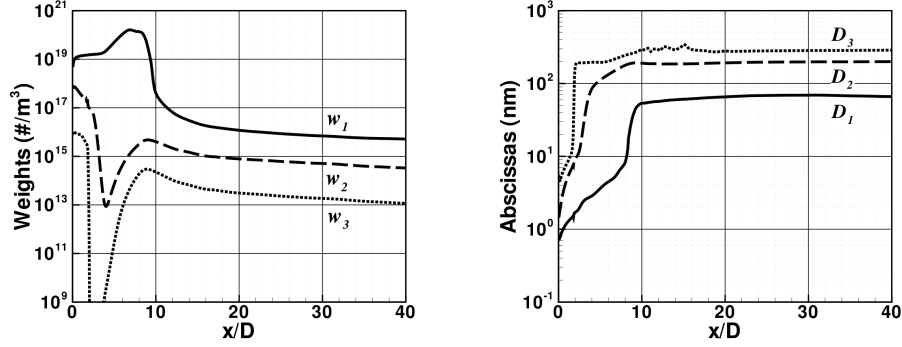 10^21
10^19
10^17
10^15
10^13
10^11
10^9
Weights (#/m^3)
w_1
w_2
w_3
0 10 20 30 40
x/D
10^3
10^2
10^1
10^0
10^-1
Abscissas (nm)
D_3
D_2
D_1
0 10 20 30 40
x/D